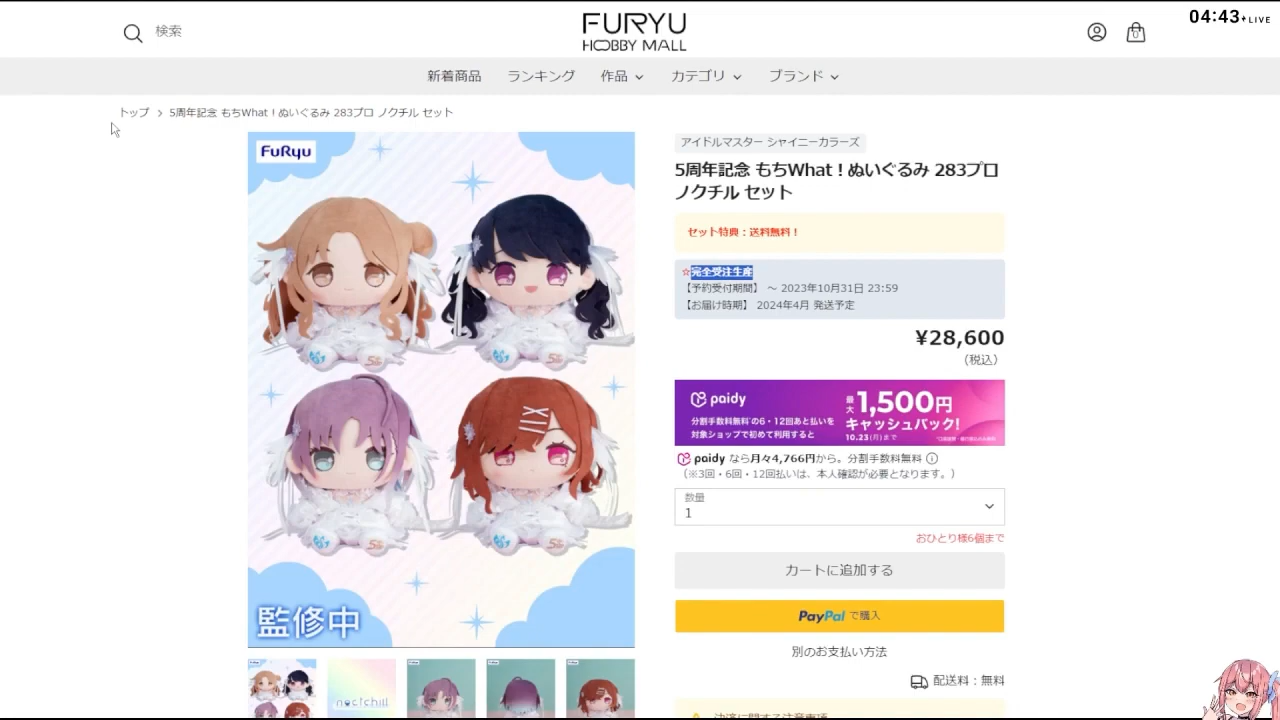 検索
FURYU
HOBBY MALL
0
04:43 LIVE
新着商品 ランキング 作品 カテゴリ ブランド
トップ > 5周年記念 もちWhat！ぬいぐるみ 283プロ ノクチル セット
FuRyu
監修中
noctchill
アイドルマスター シャイニーカラーズ
5周年記念 もちWhat！ぬいぐるみ 283プロ
ノクチル セット
セット特典：送料無料！
☆完全受注生産
【予約受付期間】 ～ 2023年10月31日 23:59
【お届け時期】 2024年4月 発送予定
¥28,600
（税込）
paidy
分割手数料無料*の6・12回あと払いを
対象ショップで初めて利用すると
最大1,500円
キャッシュバック!
10.23(月)まで
paidy なら月々4,766円から。分割手数料無料
（※3回・6回・12回払いは、本人確認が必要となります。）
数量
1
おひとり様6個まで
カートに追加する
PayPal で購入
別のお支払い方法
配送料：無料